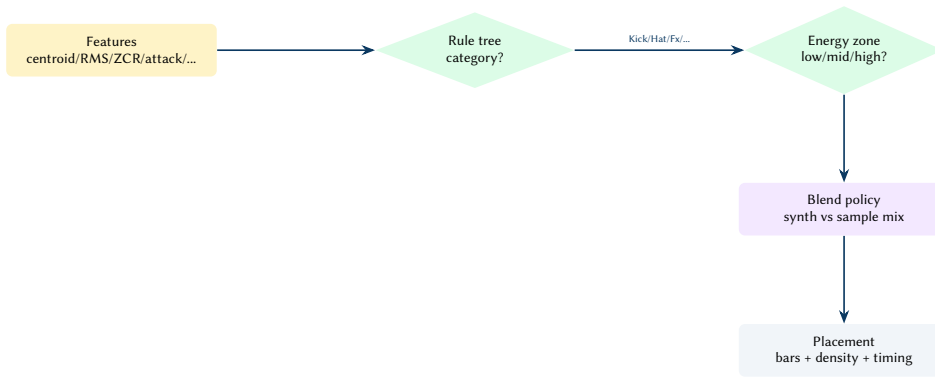 Features
centroid/RMS/ZCR/attack/...
Rule tree
category?
Kick/Hat/Fx/...
Energy zone
low/mid/high?
Blend policy
synth vs sample mix
Placement
bars + density + timing